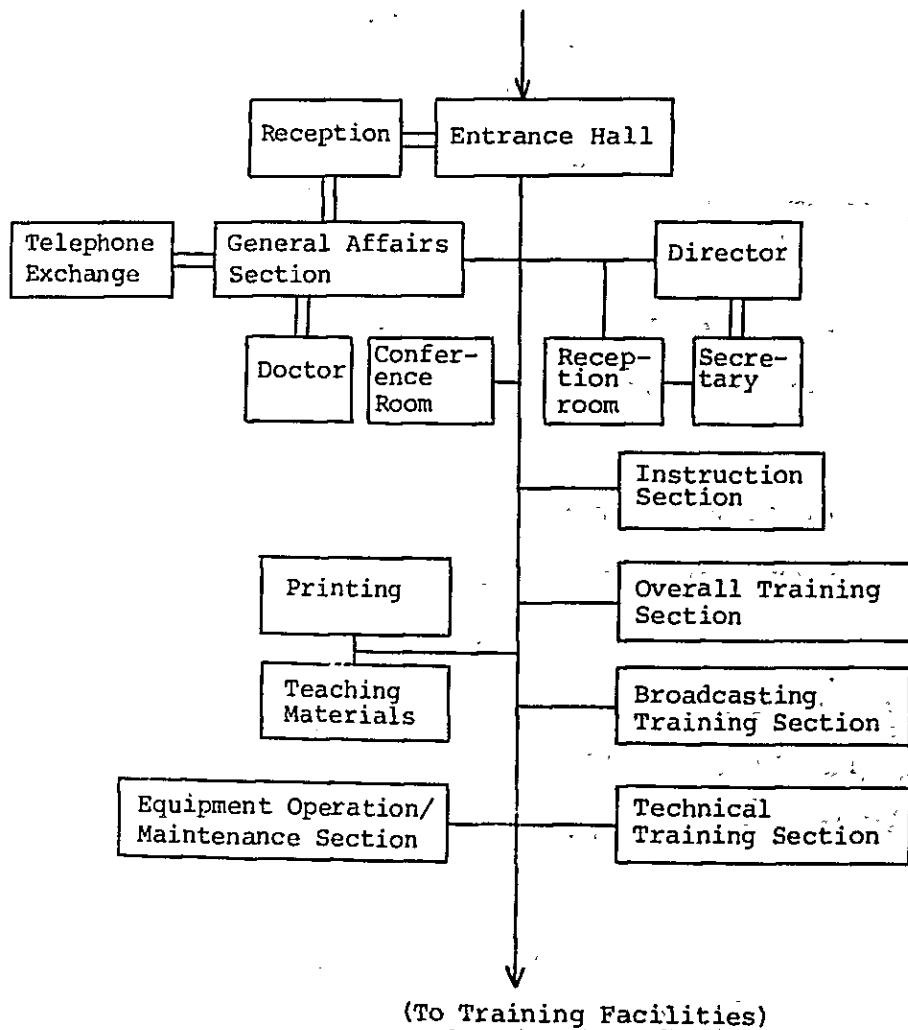 Reception
Entrance Hall
Telephone
Exchange
General Affairs
Section
Director
Doctor
Confer-
ence
Room
Recep-
tion
room
Secre-
tary
Instruction
Section
Printing
Overall Training
Section
Teaching
Materials
Broadcasting
Training Section
Equipment Operation/
Maintenance Section
Technical
Training Section
(To Training Facilities)